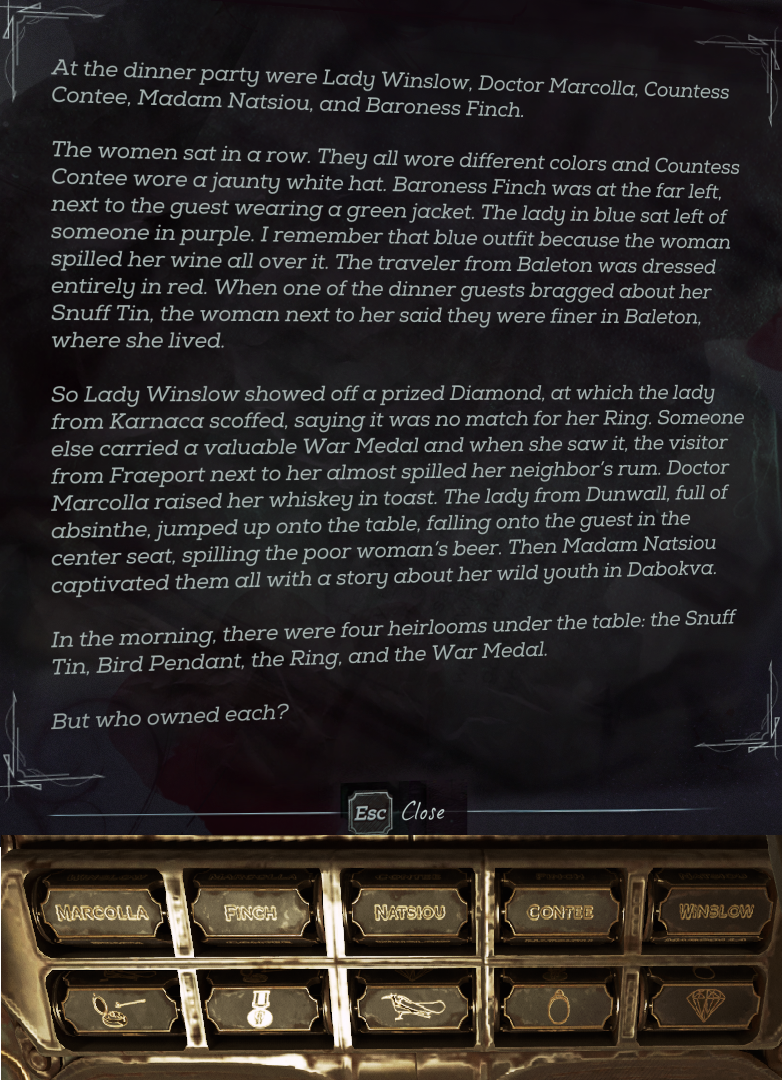 At the dinner party were Lady Winslow, Doctor Marcolla, Countess
Contee, Madam Natsiou, and Baroness Finch.
The women sat in a row. They all wore different colors and Countess
Contee wore a jaunty white hat. Baroness Finch was at the far left,
next to the guest wearing a green jacket. The lady in blue sat left of
someone in purple. I remember that blue outfit because the woman
spilled her wine all over it. The traveler from Baleton was dressed
entirely in red. When one of the dinner guests bragged about her
Snuff Tin, the woman next to her said they were finer in Baleton,
where she lived.
So Lady Winslow showed off a prized Diamond, at which the lady
from Karnaca scoffed, saying it was no match for her Ring. Someone
else carried a valuable War Medal and when she saw it, the visitor
from Fraeport next to her almost spilled her neighbor's rum. Doctor
Marcolla raised her whiskey in toast. The lady from Dunwall, full of
absinthe, jumped up onto the table, falling onto the guest in the
center seat, spilling the poor woman's beer. Then Madam Natsiou
captivated them all with a story about her wild youth in Dabokva.
In the morning, there were four heirlooms under the table: the Snuff
Tin, Bird Pendant, the Ring, and the War Medal.
But who owned each?
Esc Close
MARCOLLA FINCH NATSIOU CONTEE WINSLOW